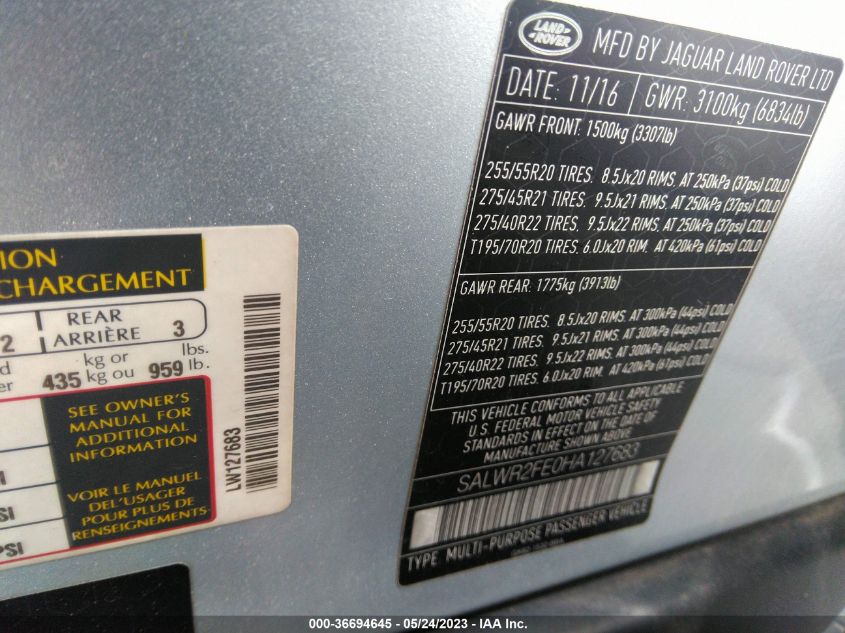 LAND
ROVER
MFD BY JAGUAR LAND ROVER LTD
DATE: 11/16 GWR: 3100kg (6834lb)
GAWR FRONT: 1500kg (3307lb)
255/55R20 TIRES. 8.5Jx20 RIMS. AT 250kPa (37psi) COLD
275/45R21 TIRES. 9.5Jx21 RIMS. AT 250kPa (37psi) COLD
275/40R22 TIRES. 9.5Jx22 RIMS. AT 250kPa (37psi) COLD
T195/70R20 TIRES. 6.0Jx20 RIM. AT 420kPa (61psi) COLD
GAWR REAR: 1775kg (3913lb)
255/55R20 TIRES. 8.5Jx20 RIMS. AT 300kPa (44psi) COLD
275/45R21 TIRES. 9.5Jx21 RIMS. AT 300kPa (44psi) COLD
275/40R22 TIRES. 9.5Jx22 RIMS. AT 300kPa (44psi) COLD
T195/70R20 TIRES. 6.0Jx20 RIM. AT 420kPa (61psi) COLD
THIS VEHICLE CONFORMS TO ALL APPLICABLE
U.S. FEDERAL MOTOR VEHICLE SAFETY
STANDARDS IN EFFECT ON THE DATE OF
MANUFACTURE SHOWN ABOVE.
SALWR2FE0HA127683
TYPE: MULTI-PURPOSE PASSENGER VEHICLE
TION
CHARGEMENT
2 REAR 3
ARRIÈRE
d kg or lbs.
er 435 kg ou 959 lb.
SEE OWNER'S
MANUAL FOR
ADDITIONAL
INFORMATION
VOIR LE MANUEL
DEL'USAGER
POUR PLUS DE
RENSEIGNEMENTS
SI
PSI
LW127683
000-36694645 - 05/24/2023 - IAA Inc.